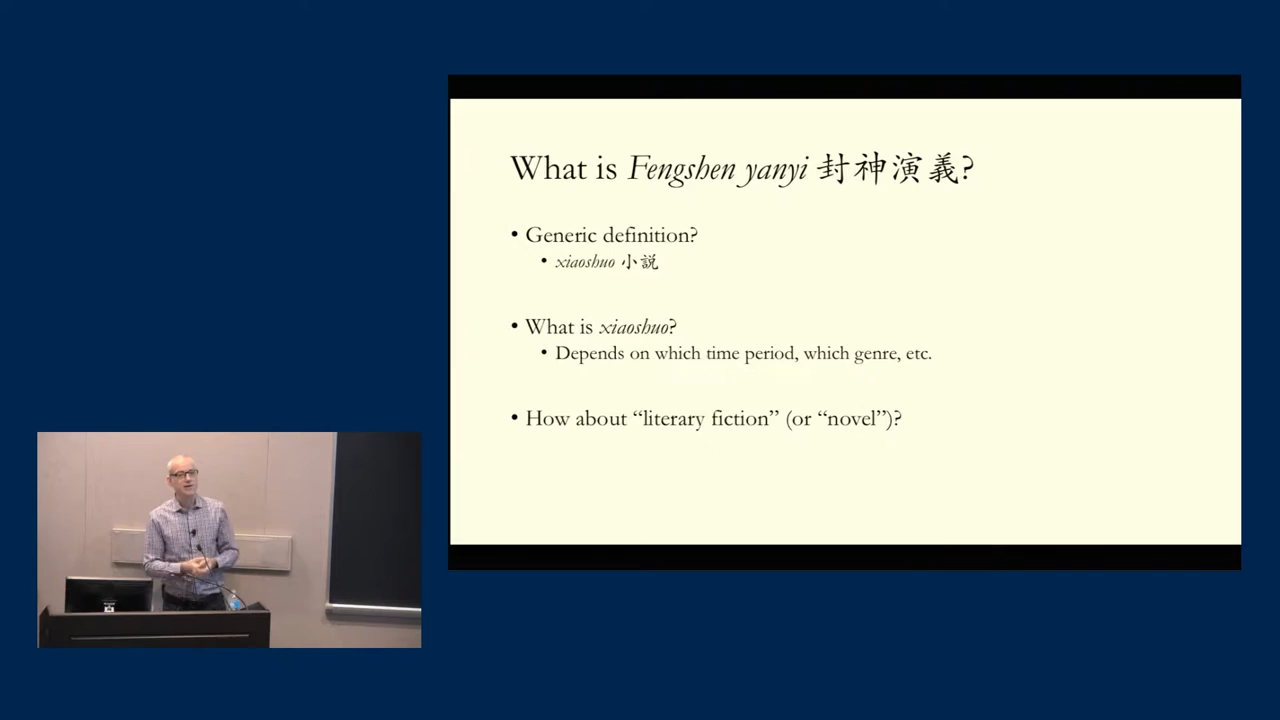 What is Fengshen yanyi 封神演義?
• Generic definition?
• xiaoshuo 小説
• What is xiaoshuo?
• Depends on which time period, which genre, etc.
• How about “literary fiction” (or “novel”)?